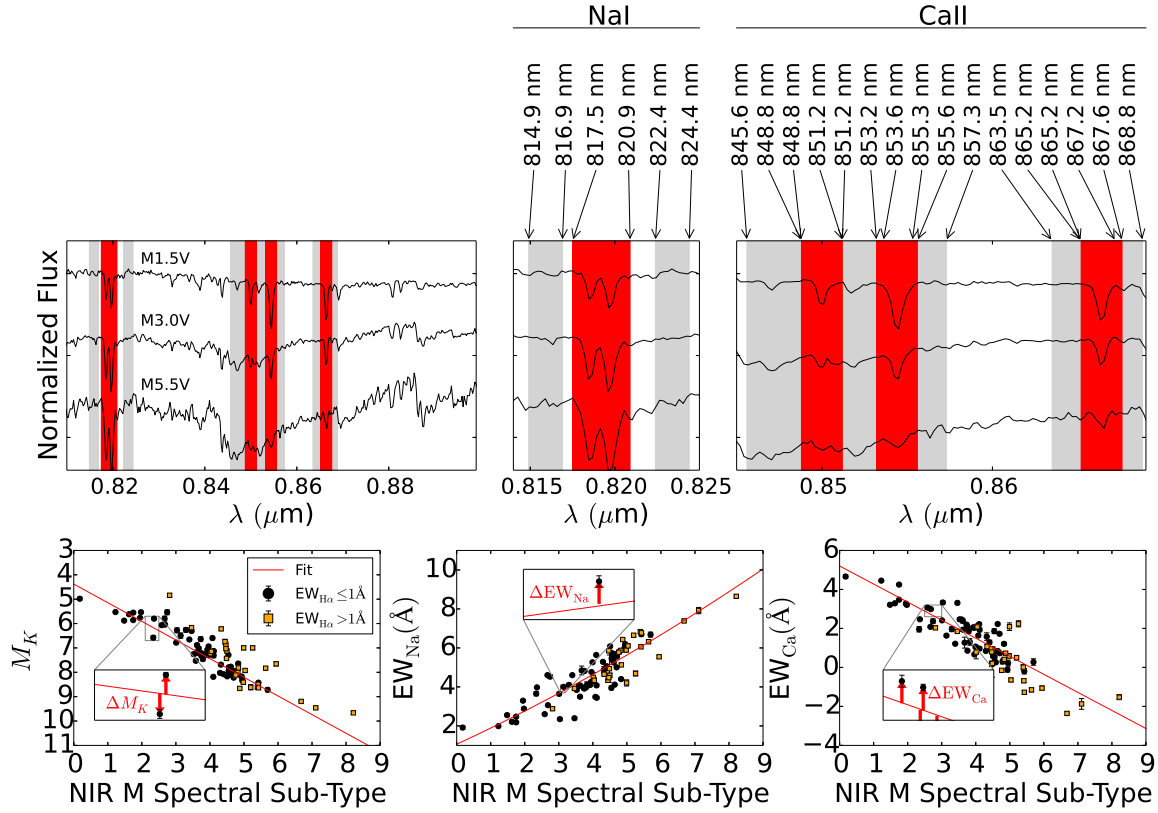 NaI
CaII
814.9 nm
816.9 nm
817.5 nm
820.9 nm
822.4 nm
824.4 nm
845.6 nm
848.8 nm
848.8 nm
851.2 nm
851.2 nm
853.2 nm
853.6 nm
855.3 nm
855.6 nm
857.3 nm
863.5 nm
865.2 nm
865.2 nm
867.2 nm
867.6 nm
868.8 nm
Normalized Flux
M1.5V
M3.0V
M5.5V
0.82 0.84 0.86 0.88
λ (μm)
0.815 0.820 0.825
λ (μm)
0.85 0.86
λ (μm)
M_K
3
4
5
6
7
8
9
10
11
Fit
EW_Hα ≤1Å
EW_Hα >1Å
ΔM_K
0 1 2 3 4 5 6 7 8 9
NIR M Spectral Sub-Type
EW_Na(Å)
10
8
6
4
2
0
ΔEW_Na
0 1 2 3 4 5 6 7 8 9
NIR M Spectral Sub-Type
EW_Ca(Å)
6
4
2
0
−2
−4
ΔEW_Ca
0 1 2 3 4 5 6 7 8 9
NIR M Spectral Sub-Type